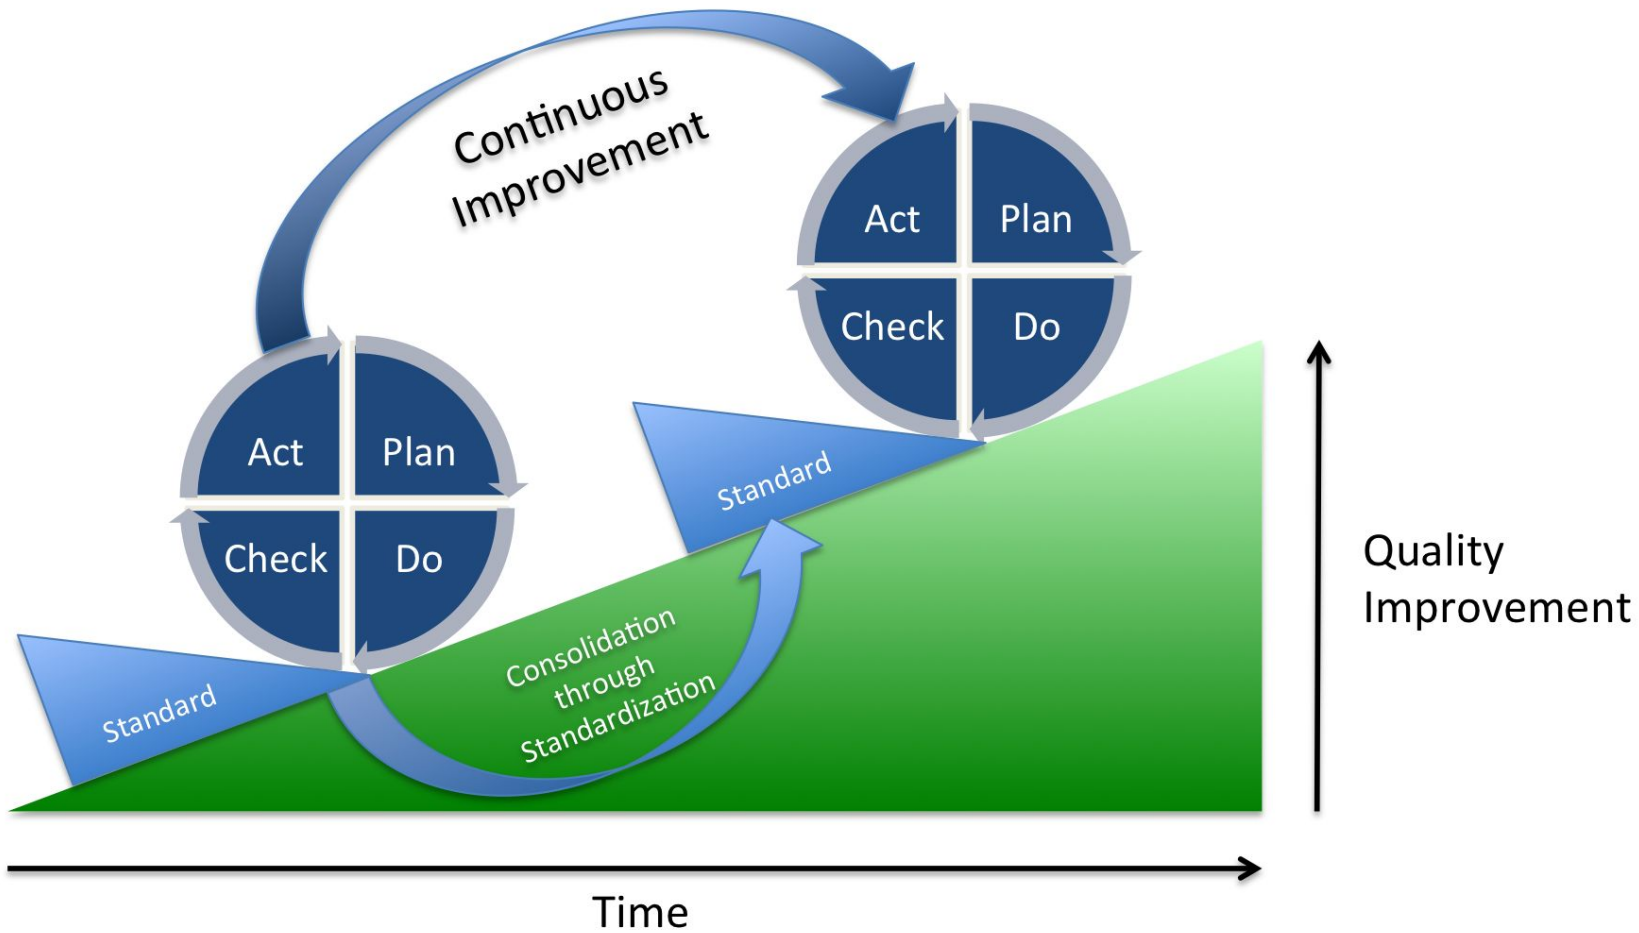 Continuous
Improvement
Act
Plan
Check
Do
Act
Plan
Check
Do
Standard
Standard
Consolidation
through
Standardization
Quality
Improvement
Time